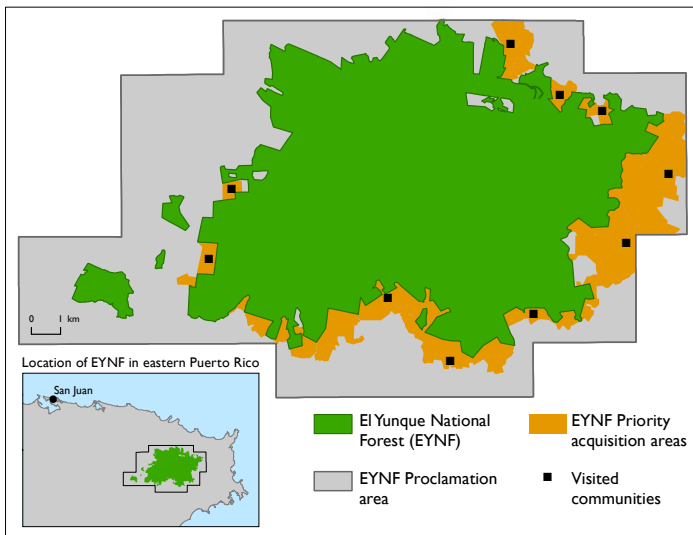 0 1 km
Location of EYNF in eastern Puerto Rico
San Juan
El Yunque National
Forest (EYNF)
EYNF Priority
acquisition areas
EYNF Proclamation
area
Visited
communities